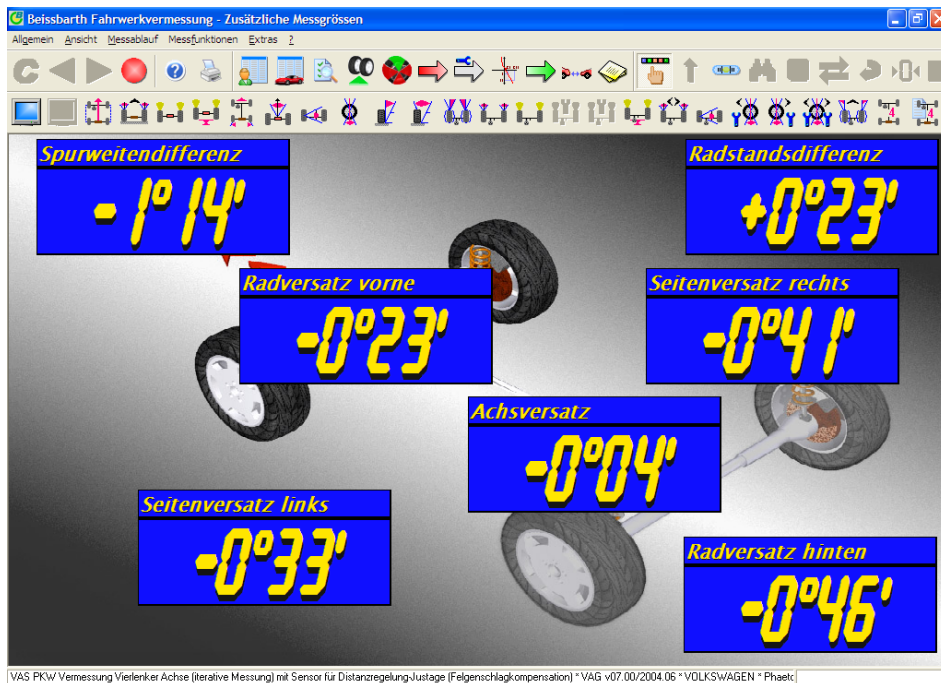 Beissbarth Fahrwerkvermessung - Zusätzliche Messgrössen
Allgemein Ansicht Messablauf Messfunktionen Extras ?
Spurweitendifferenz
-1°14'
Radstandsdifferenz
+0°23'
Radversatz vorne
-0°23'
Seitenversatz rechts
-0°41'
Achsversatz
-0°04'
Seitenversatz links
-0°33'
Radversatz hinten
-0°46'
VAS PKW Vermessung Vierlenker Achse (iterative Messung) mit Sensor für Distanzregelung-Justage (Felgenschlagkompensation) * VAG v07.00/2004.06 * VOLKSWAGEN * Phaeto